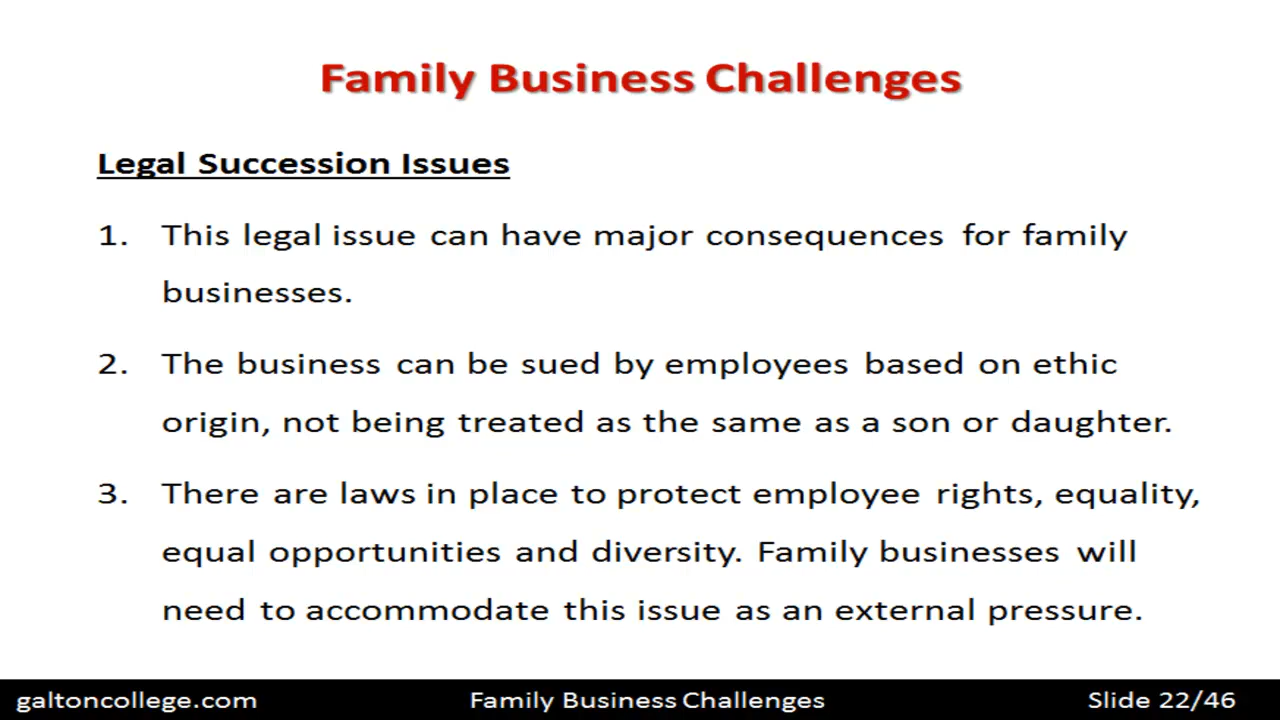 Family Business Challenges
Legal Succession Issues
1. This legal issue can have major consequences for family
businesses.
2. The business can be sued by employees based on ethic
origin, not being treated as the same as a son or daughter.
3. There are laws in place to protect employee rights, equality,
equal opportunities and diversity. Family businesses will
need to accommodate this issue as an external pressure.
galtoncollege.com Family Business Challenges Slide 22/46